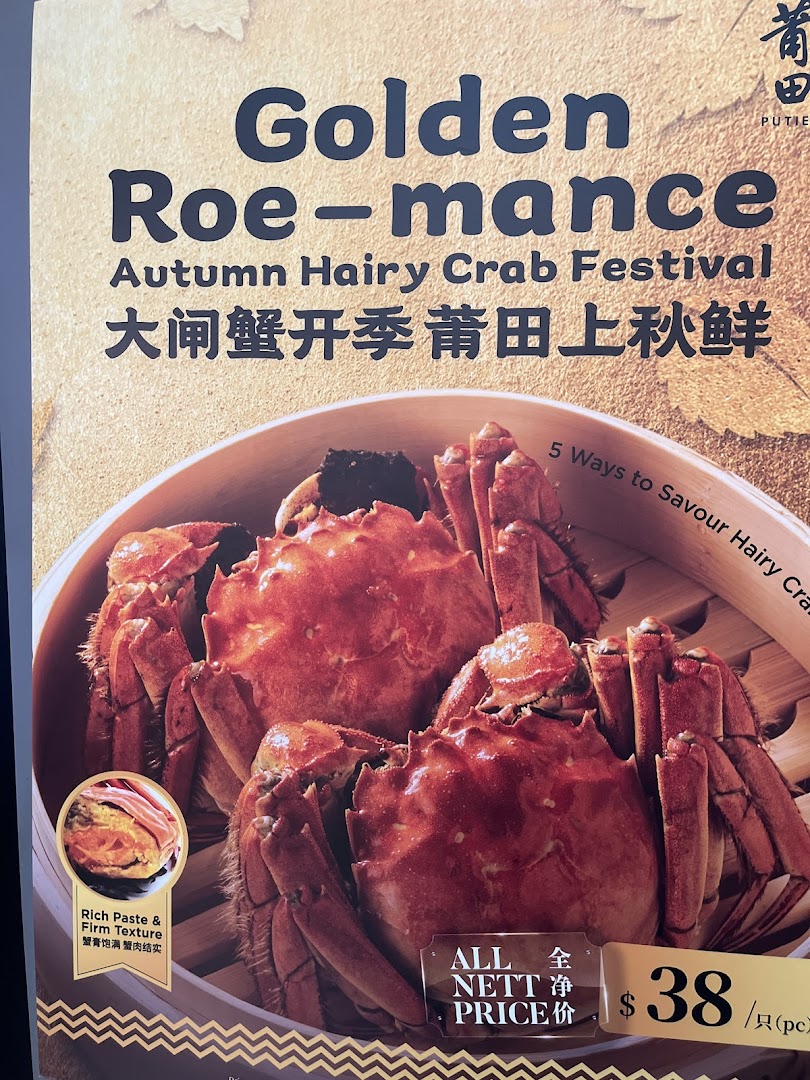 莆田
PUTIE
Golden
Roe-mance
Autumn Hairy Crab Festival
大闸蟹开季 莆田上秋鲜
5 Ways to Savour Hairy Cra
Rich Paste &
Firm Texture
蟹膏饱满 蟹肉结实
ALL 全
NETT 净
PRICE 价
$38/只(pc)